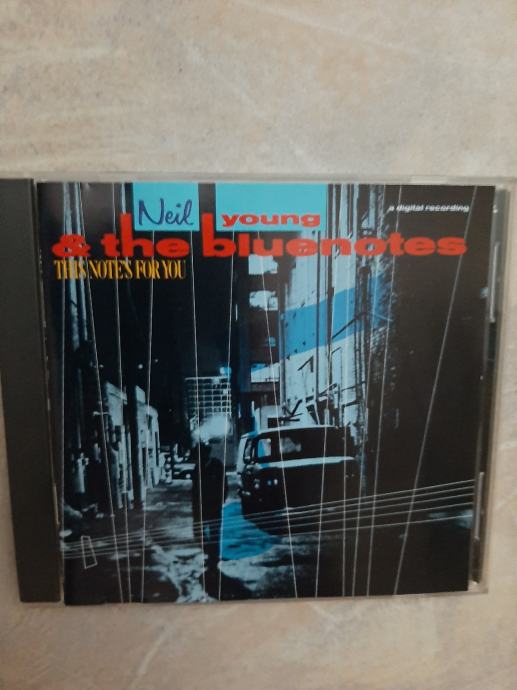 Neil young
a digital recording
& the bluenotes
THIS NOTE'S FOR YOU